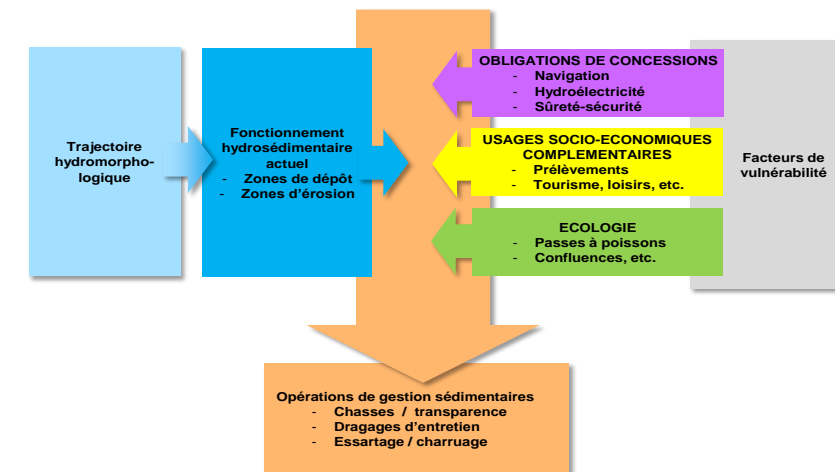 Trajectoire
hydromorpho-
logique
Fonctionnement
hydrosédimentaire
actuel
- Zones de dépôt
- Zones d'érosion
OBLIGATIONS DE CONCESSIONS
- Navigation
- Hydroélectricité
- Sûreté-sécurité
USAGES SOCIO-ECONOMIQUES
COMPLEMENTAIRES
- Prélèvements
- Tourisme, loisirs, etc.
ECOLOGIE
- Passes à poissons
- Confluences, etc.
Facteurs de
vulnérabilité
Opérations de gestion sédimentaires
- Chasses / transparence
- Dragages d'entretien
- Essartage / charruage